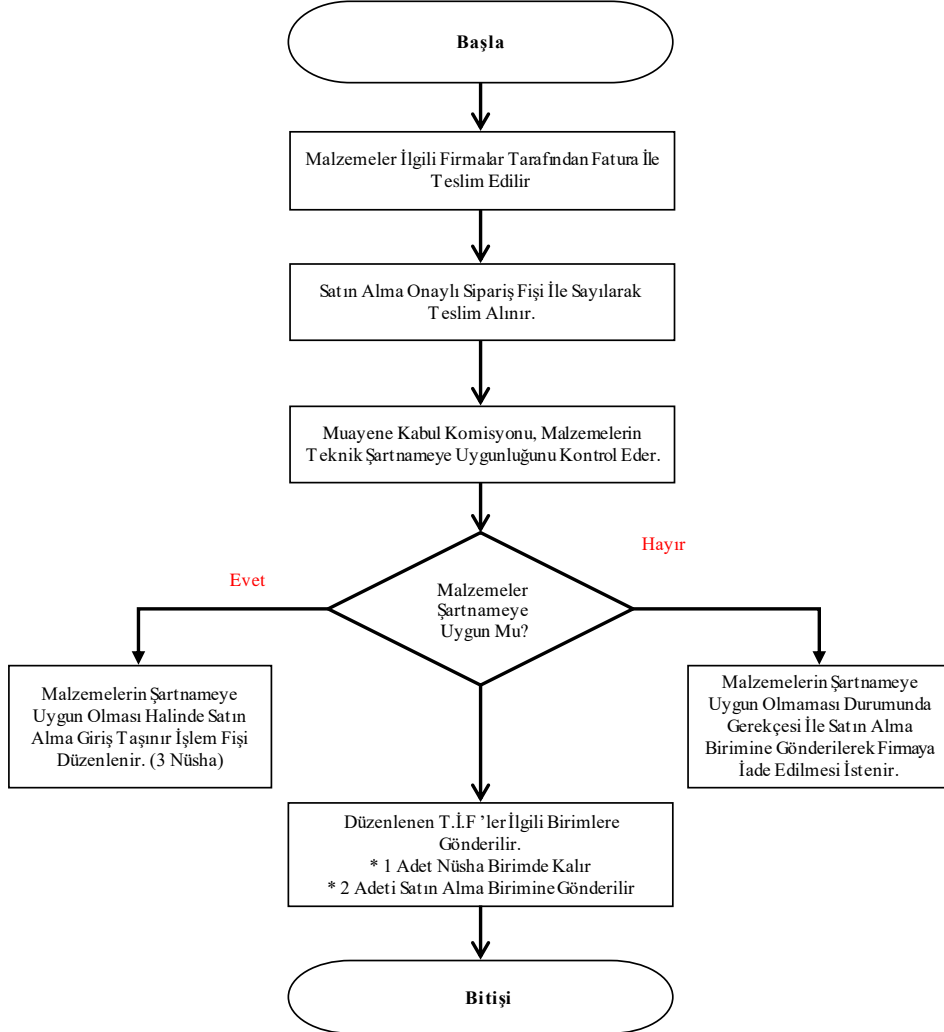 Başla
Malzemeler İlgili Firmalar Tarafından Fatura İle
Teslim Edilir
Satın Alma Onaylı Sipariş Fişi İle Sayılarak
Teslim Alınır.
Muayene Kabul Komisyonu, Malzemelerin
Teknik Şartnameye Uygunluğunu Kontrol Eder.
Hayır
Evet
Malzemeler
Şartnameye
Uygun Mu?
Malzemelerin Şartnameye
Uygun Olması Halinde Satın
Alma Giriş Taşınır İşlem Fişi
Düzenlenir. (3 Nüsha)
Malzemelerin Şartnameye
Uygun Olmaması Durumunda
Gerekçesi İle Satın Alma
Birimine Gönderilerek Firmaya
İade Edilmesi İstenir.
Düzenlenen T.İ.F ’ler İlgili Birimlere
Gönderilir.
* 1 Adet Nüsha Birimde Kalır
* 2 Adeti Satın Alma Birimine Gönderilir
Bitişi